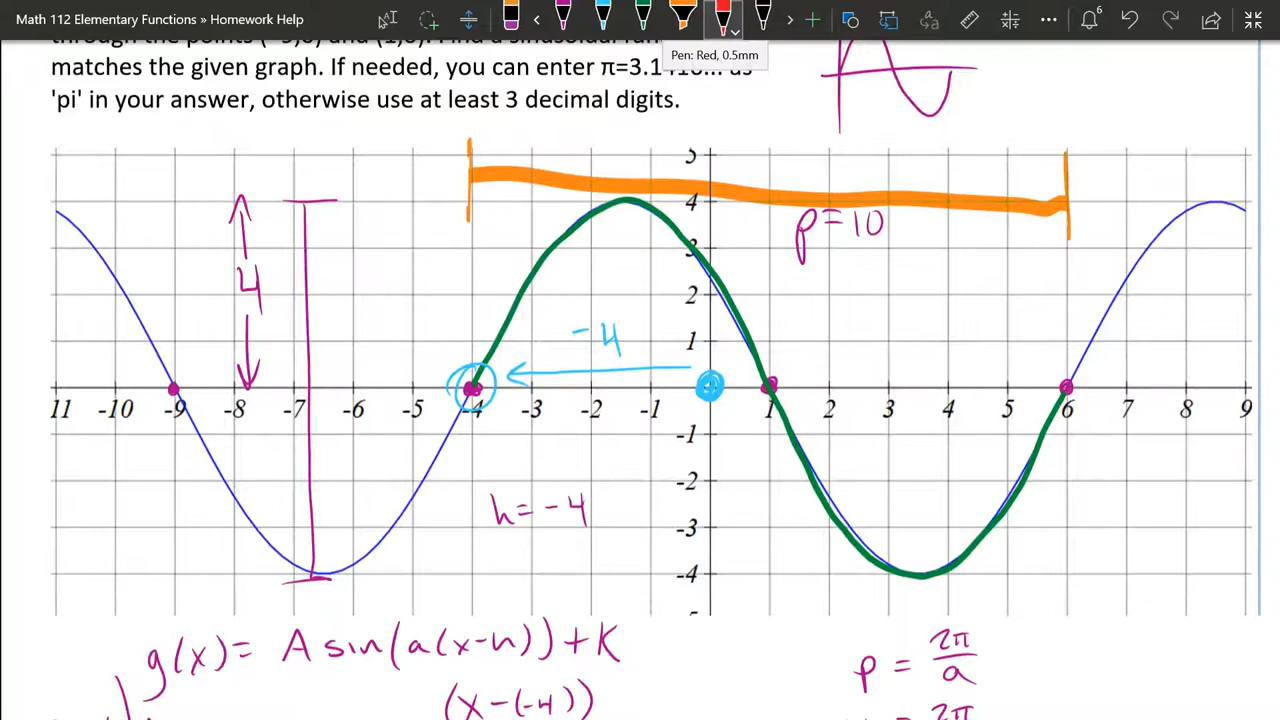 Math 112 Elementary Functions » Homework Help
6
Pen: Red, 0.5mm
matches the given graph. If needed, you can enter π=3.1
'pi' in your answer, otherwise use at least 3 decimal digits.
5
4
p=10
3
4
2
-4
1
11 -10 -9 -8 -7 -6 -4 -3 -2 -1 1 2 3 4 5 6 7 8 9
-1
-2
h=-4
-3
-4
g(x)= A sin(a(x-h))+K
p = 2π/a
(x-(-4))
2π